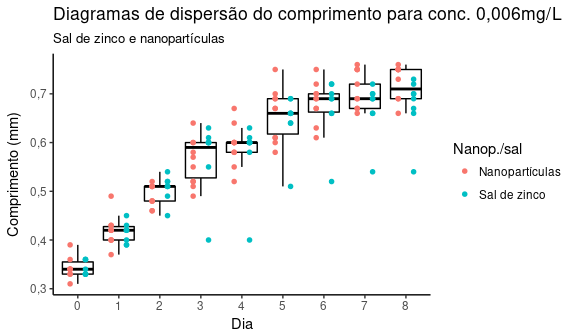 Diagramas de dispersão do comprimento para conc. 0,006mg/L
Sal de zinco e nanopartículas
Comprimento (mm)
0,7
0,6
0,5
0,4
0,3
0 1 2 3 4 5 6 7 8
Dia
Nanop./sal
Nanopartículas
Sal de zinco